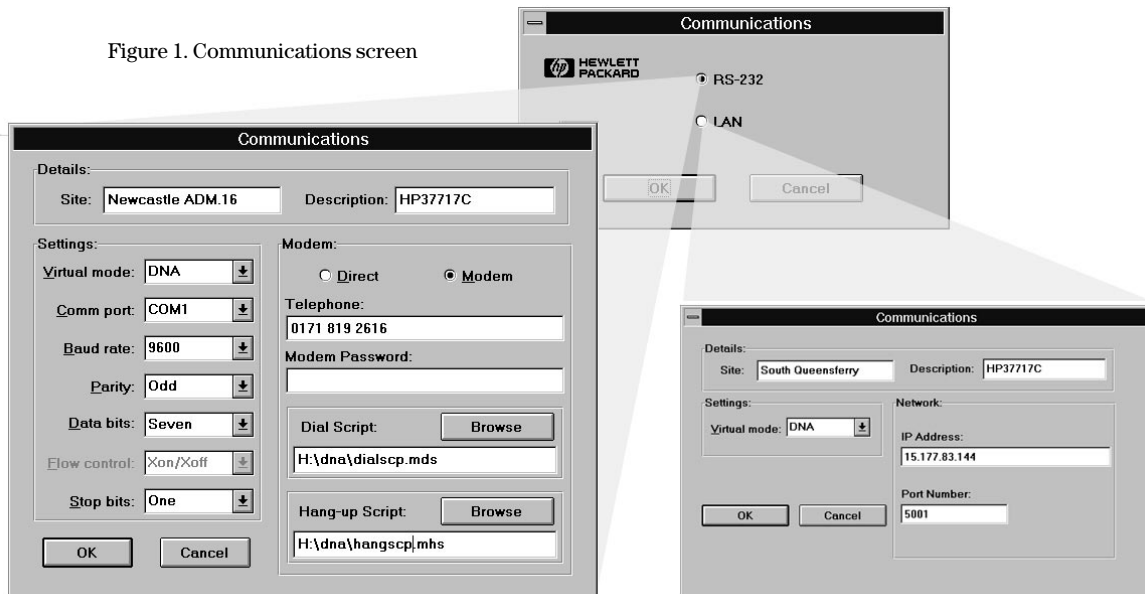 Figure 1. Communications screen
Communications
HEWLETT
PACKARD
RS-232
LAN
OK Cancel
Communications
Details:
Site: Newcastle ADM.16 Description: HP37717C
Settings:
Virtual mode: DNA
Comm port: COM1
Baud rate: 9600
Parity: Odd
Data bits: Seven
Flow control: Xon/Xoff
Stop bits: One
OK Cancel
Modem:
Direct Modem
Telephone:
0171 819 2616
Modem Password:
Dial Script: Browse
H:\dna\dialscp.mds
Hang-up Script: Browse
H:\dna\hangscp.mhs
Communications
Details:
Site: South Queensferry Description: HP37717C
Settings:
Virtual mode: DNA
OK Cancel
Network:
IP Address:
15.177.83.144
Port Number:
5001